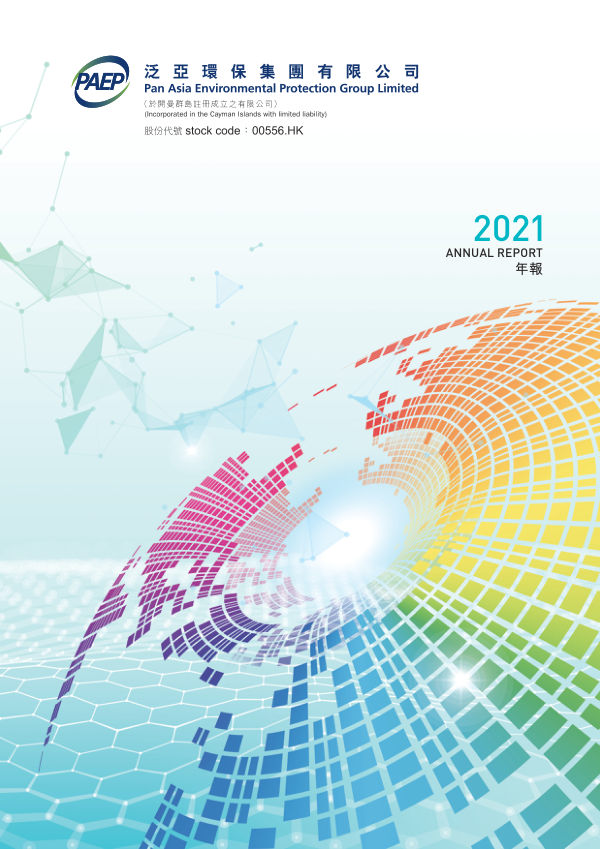 PAEP
泛亞環保集團有限公司
Pan Asia Environmental Protection Group Limited
(於開曼群島註冊成立之有限公司)
(Incorporated in the Cayman Islands with limited liability)
股份代號 stock code：00556.HK
2021
ANNUAL REPORT
年報